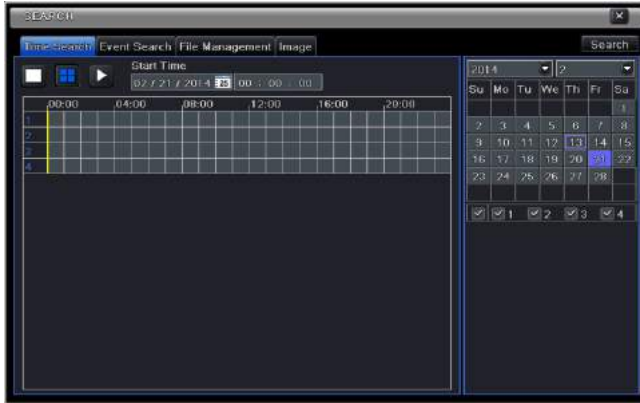 SEARCH
Time Search Event Search File Management Image Search
Start Time
02 / 21 / 2014 25 00 : 00 : 00
2014 2
Su Mo Tu We Th Fr Sa
1
2 3 4 5 6 7 8
9 10 11 12 13 14 15
16 17 18 19 20 21 22
23 24 25 26 27 28
1 2 3 4
00:00 04:00 08:00 12:00 16:00 20:00
1
2
3
4